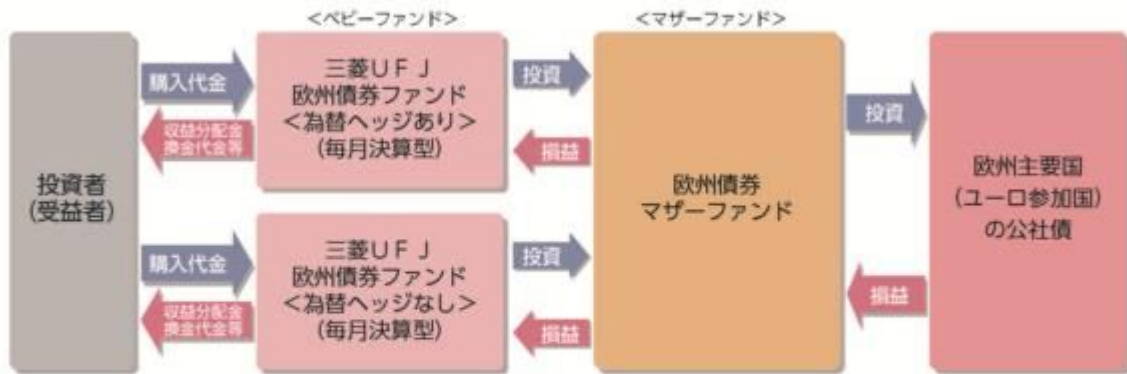 <ベビーファンド>
<マザーファンド>
投資者
(受益者)
購入代金
収益分配金
換金代金等
三菱UFJ
欧州債券ファンド
<為替ヘッジあり>
(毎月決算型)
投資
損益
購入代金
収益分配金
換金代金等
三菱UFJ
欧州債券ファンド
<為替ヘッジなし>
(毎月決算型)
投資
損益
欧州債券
マザーファンド
投資
損益
欧州主要国
(ユーロ参加国)
の公社債